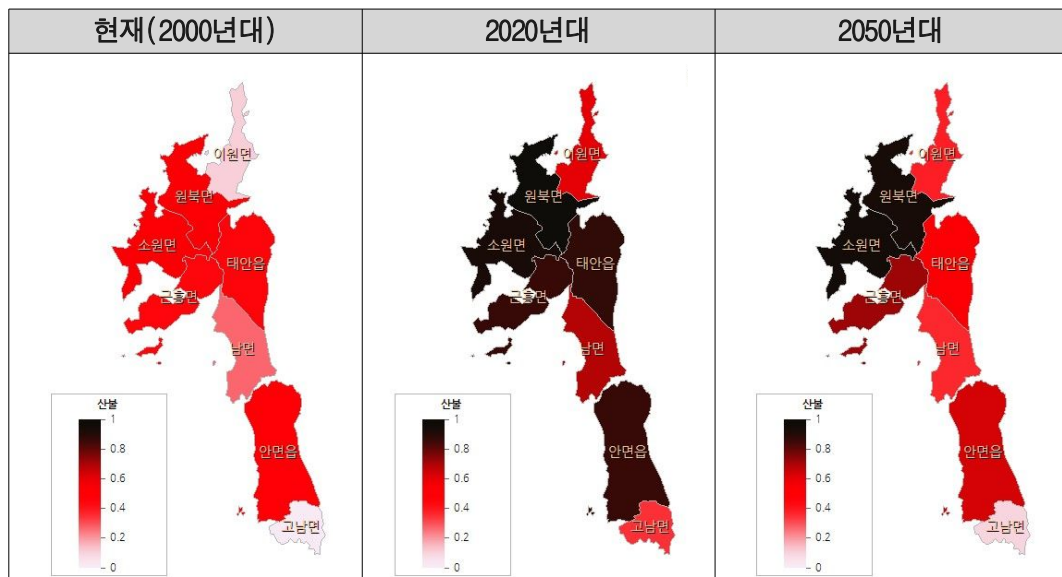 현재(2000년대)
2020년대
2050년대
이원면
원북면
소원면
태안읍
근흥면
남면
안면읍
고남면
산불
1
0.8
0.6
0.4
0.2
0
이원면
원북면
소원면
태안읍
근흥면
남면
안면읍
고남면
산불
1
0.8
0.6
0.4
0.2
0
이원면
원북면
소원면
태안읍
근흥면
남면
안면읍
고남면
산불
1
0.8
0.6
0.4
0.2
0